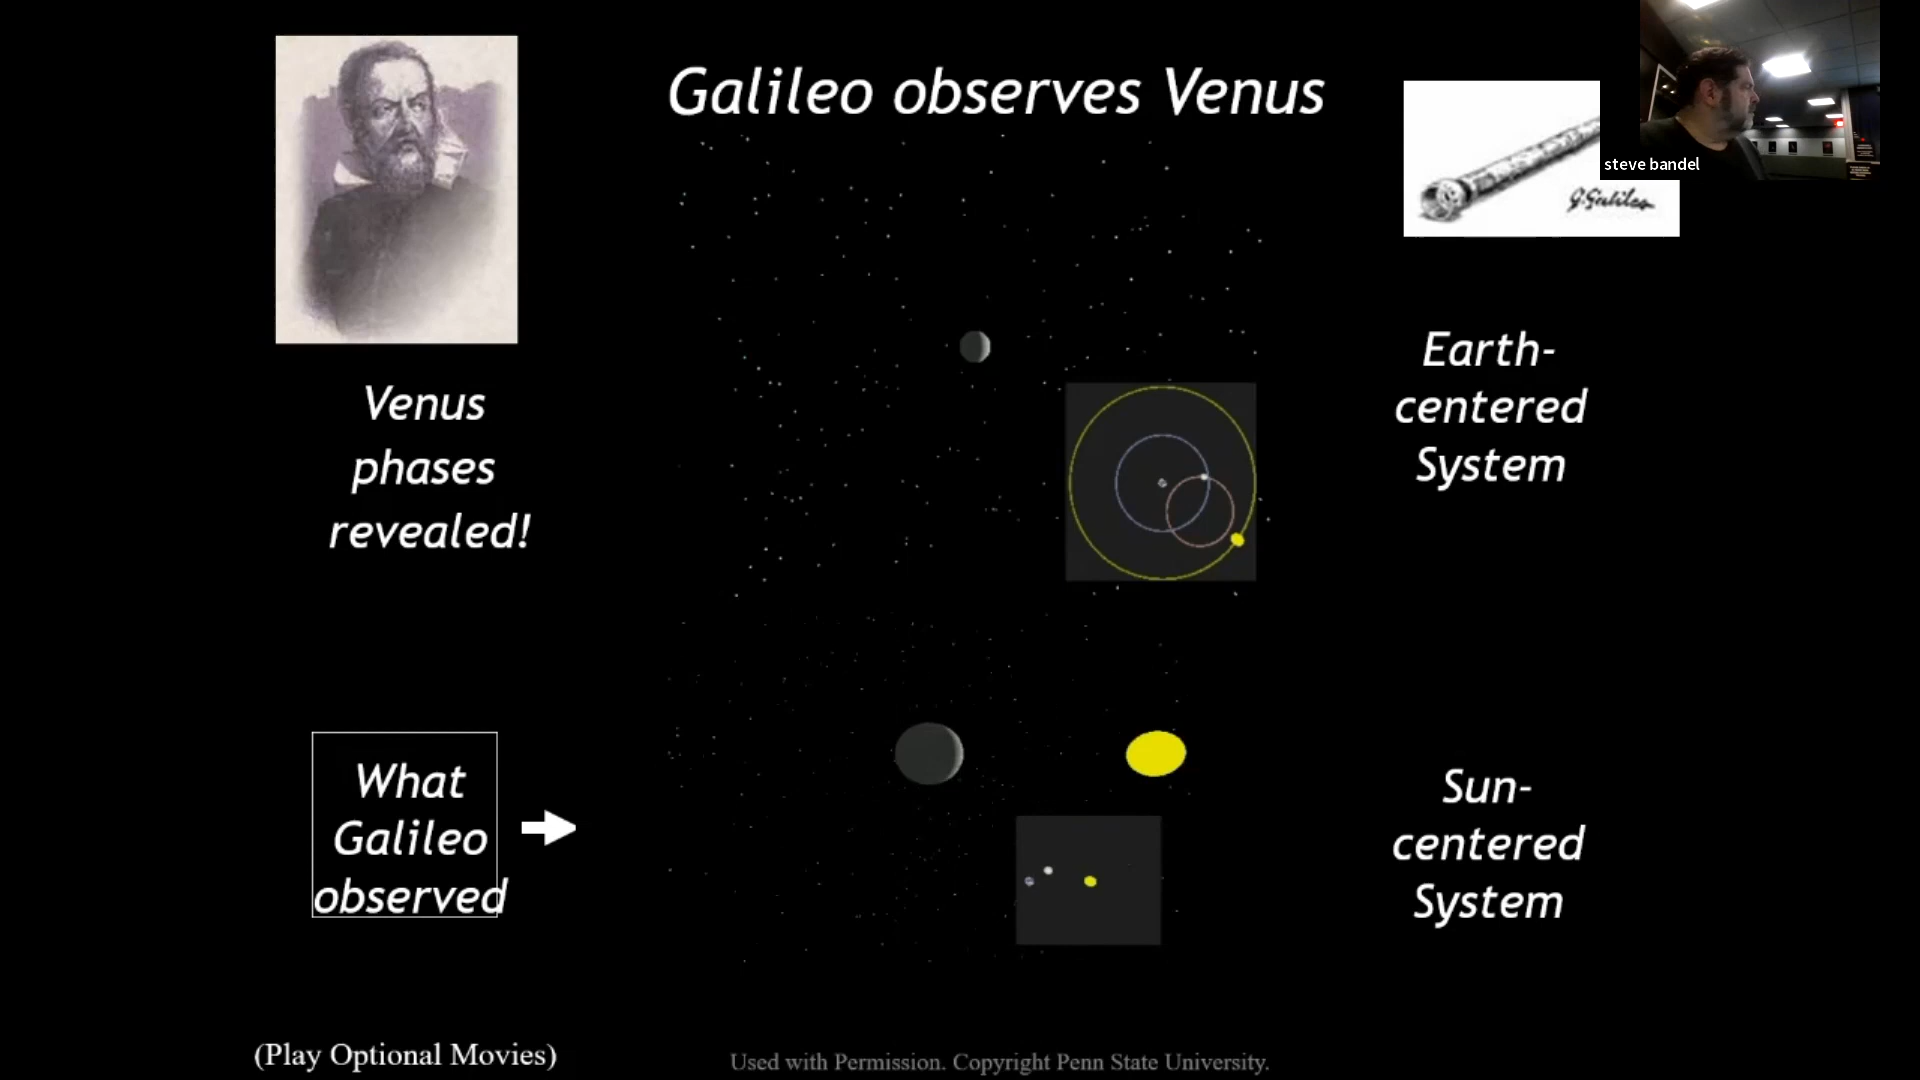 Galileo observes Venus
G. Galileo
steve bandel
Venus
phases
revealed!
Earth-
centered
System
What
Galileo
observed
Sun-
centered
System
(Play Optional Movies)
Used with Permission. Copyright Penn State University.